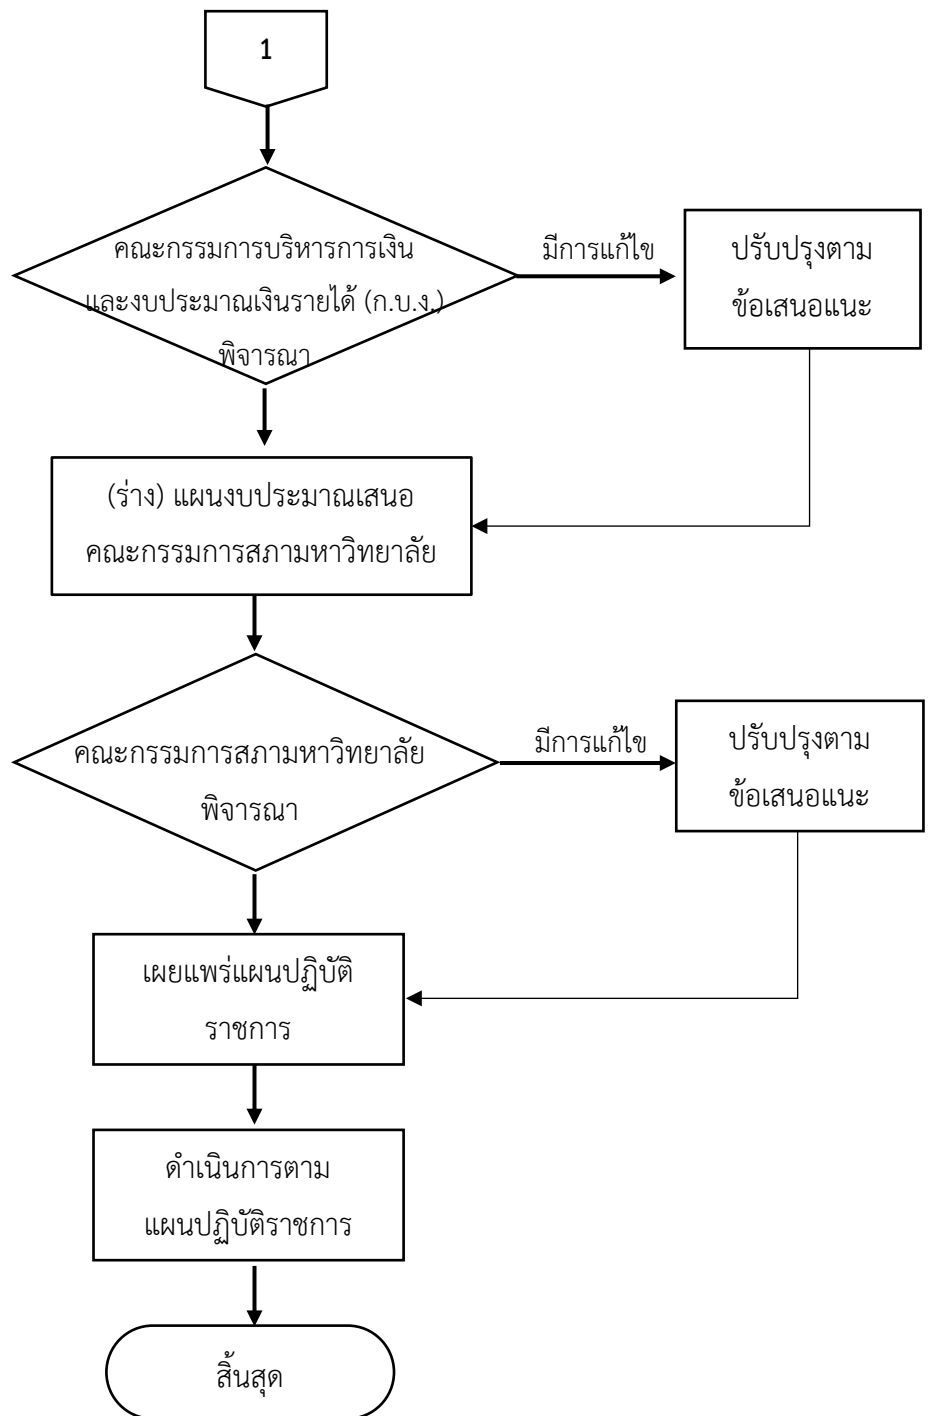 1
คณะกรรมการบริหารการเงิน
และงบประมาณเงินรายได้ (ก.บ.ง.)
พิจารณา
มีการแก้ไข
ปรับปรุงตาม
ข้อเสนอแนะ
(ร่าง) แผนงบประมาณเสนอ
คณะกรรมการสภามหาวิทยาลัย
คณะกรรมการสภามหาวิทยาลัย
พิจารณา
มีการแก้ไข
ปรับปรุงตาม
ข้อเสนอแนะ
เผยแพร่แผนปฏิบัติ
ราชการ
ดำเนินการตาม
แผนปฏิบัติราชการ
สิ้นสุด